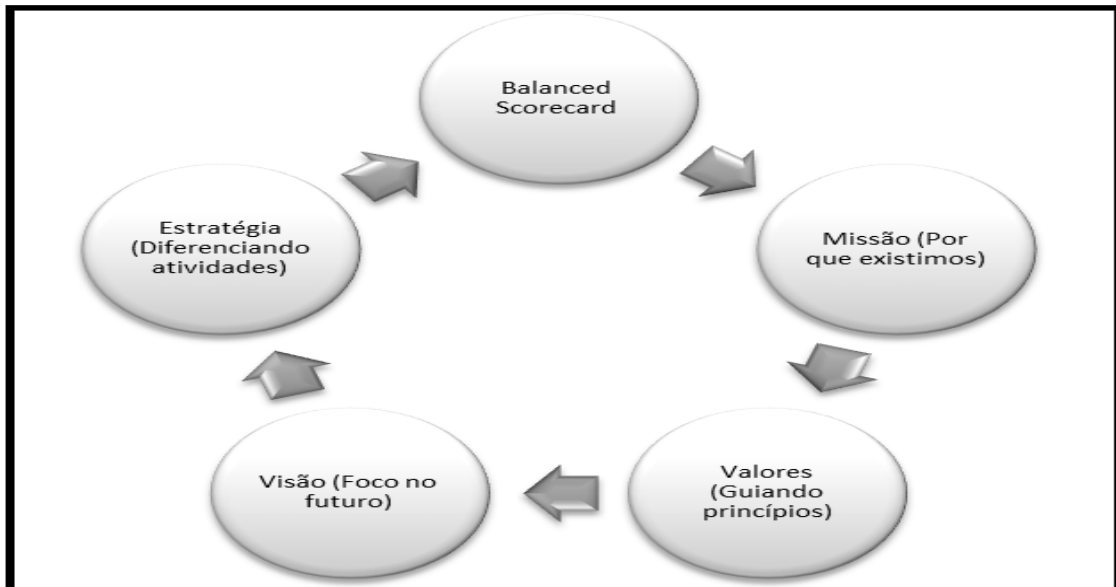 Balanced
Scorecard
Missão (Por
que existimos)
Valores
(Guiando
princípios)
Visão (Foco no
futuro)
Estratégia
(Diferenciando
atividades)